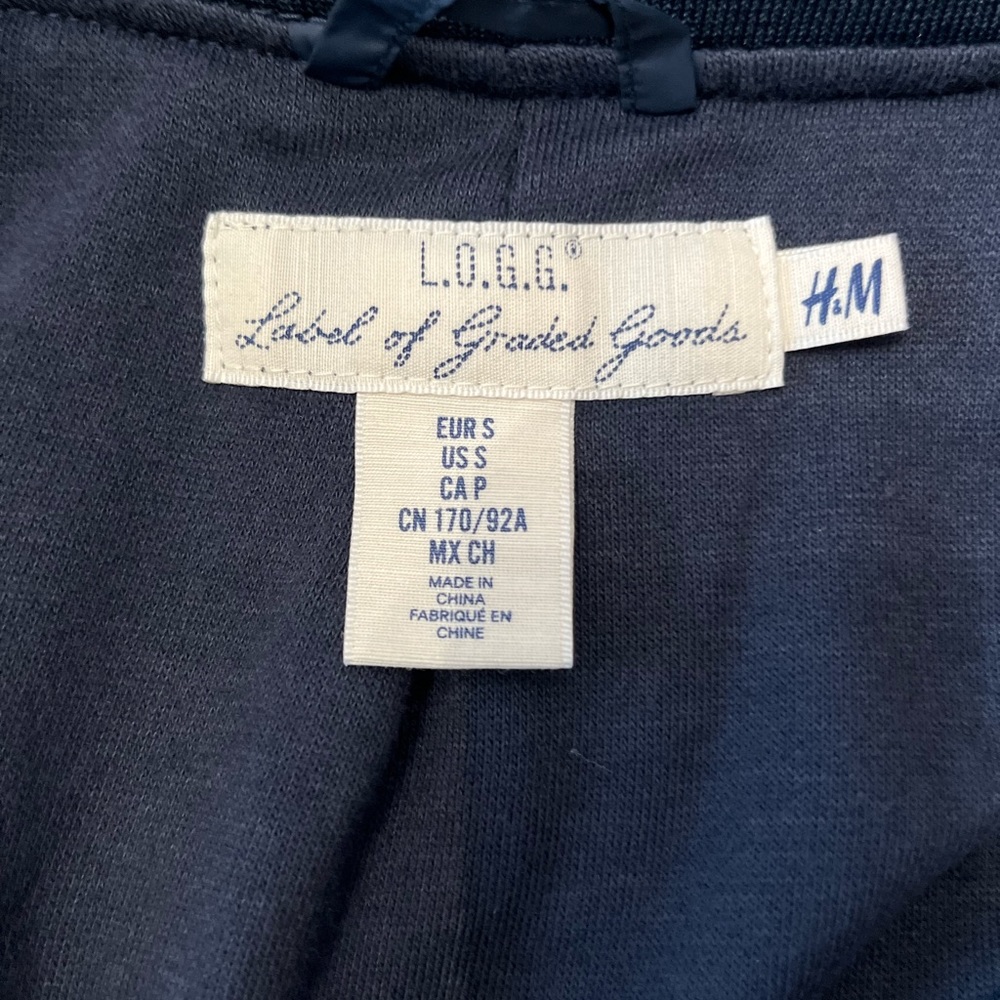 L.O.G.G.®
Label of Graded Goods
H&M
EUR S
US S
CA P
CN 170/92A
MX CH
MADE IN
CHINA
FABRIQUÉ EN
CHINE